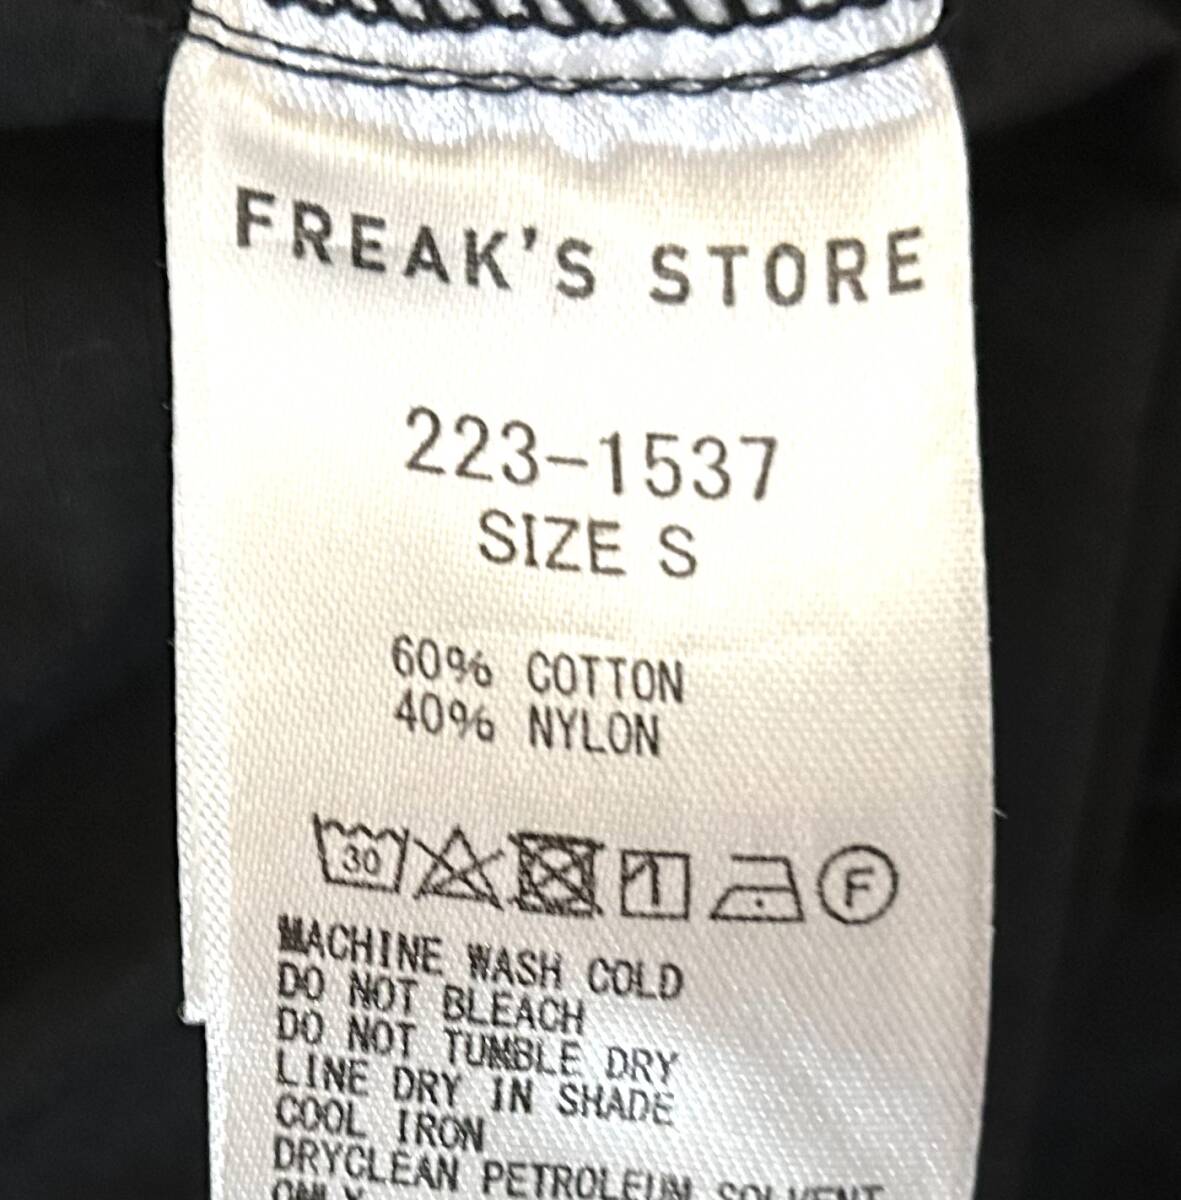 FREAK'S STORE
223-1537
SIZE S
60% COTTON
40% NYLON
30 F
MACHINE WASH COLD
DO NOT BLEACH
DO NOT TUMBLE DRY
LINE DRY IN SHADE
COOL IRON
DRYCLEAN PETROLEUM SOLVENT
ONLY